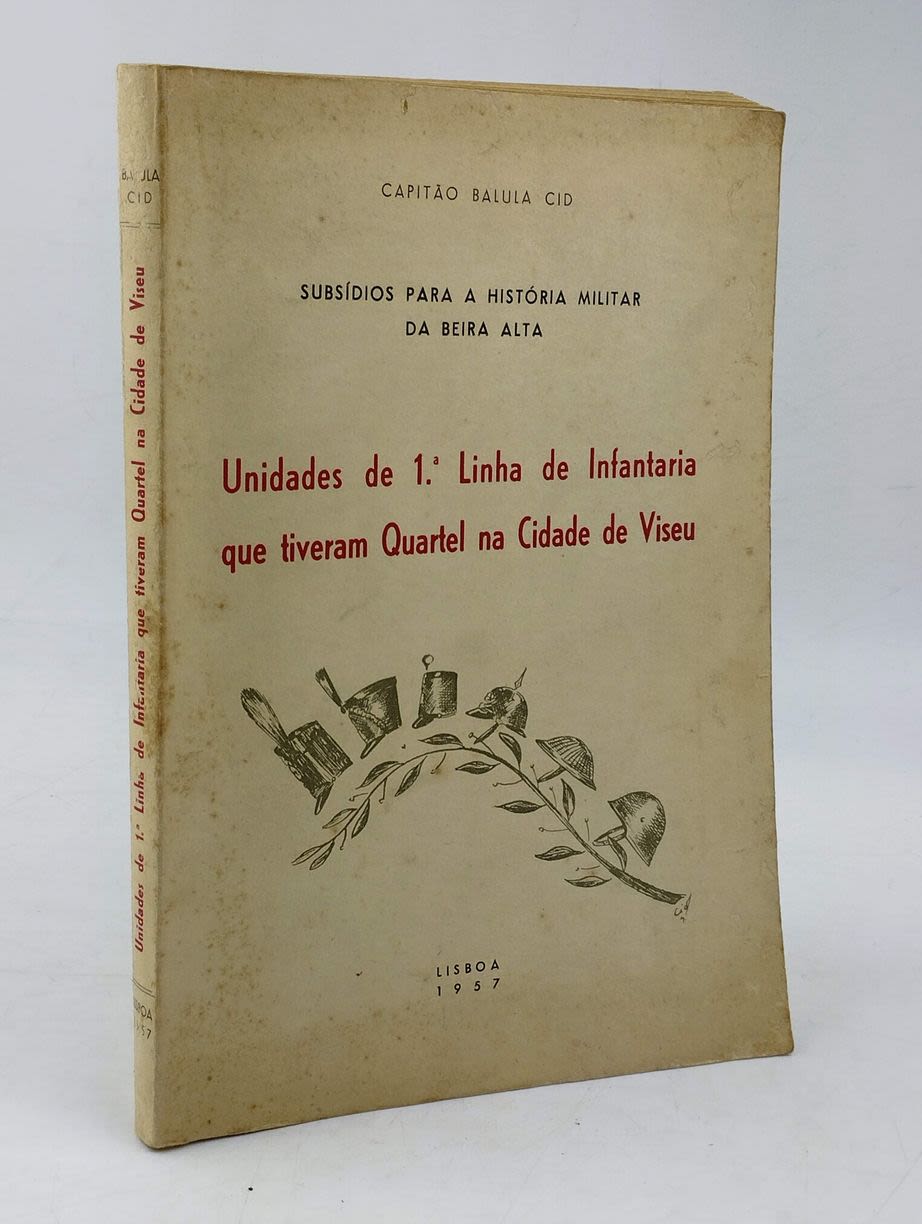 CAPITÃO BALULA CID
SUBSÍDIOS PARA A HISTÓRIA MILITAR
DA BEIRA ALTA
Unidades de 1.ª Linha de Infantaria
que tiveram Quartel na Cidade de Viseu
LISBOA
1957
CID
Unidades de 1.ª Linha de Infantaria que tiveram Quartel na Cidade de Viseu